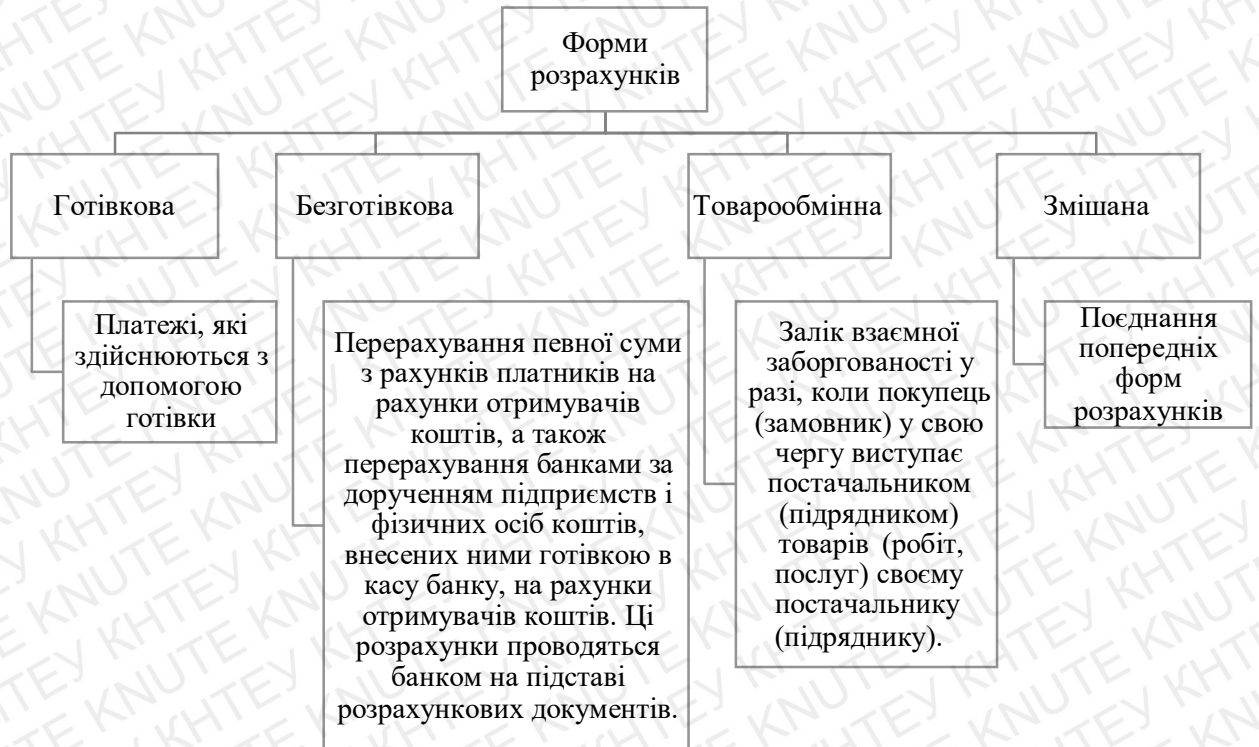 Форми
розрахунків
Готівкова
Безготівкова
Товарообмінна
Змішана
Платежі, які
здійснюються з
допомогою
готівки
Перерахування певної суми
з рахунків платників на
рахунки отримувачів
коштів, а також
перерахування банками за
дорученням підприємств і
фізичних осіб коштів,
внесених ними готівкою в
касу банку, на рахунки
отримувачів коштів. Ці
розрахунки проводяться
банком на підставі
розрахункових документів.
Залік взаємної
заборгованості у
разі, коли покупець
(замовник) у свою
чергу виступає
постачальником
(підрядником)
товарів (робіт,
послуг) своєму
постачальнику
(підряднику).
Поєднання
попередніх
форм
розрахунків